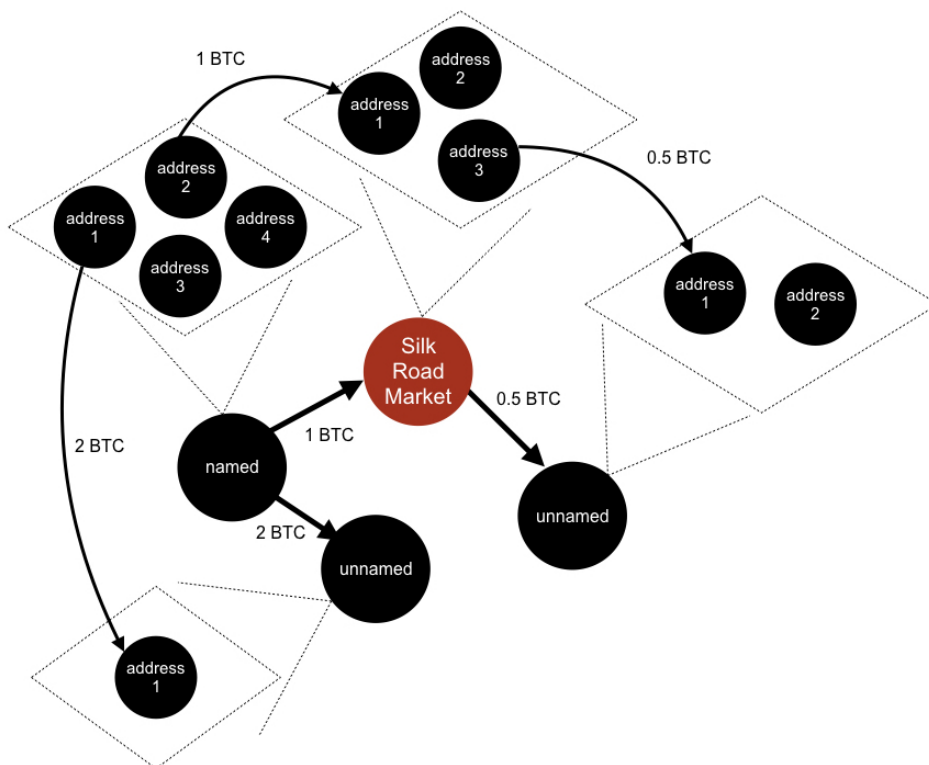 1 BTC
address
1
address
2
address
3
0.5 BTC
address
1
address
2
address
3
address
4
address
1
address
2
Silk
Road
Market
0.5 BTC
1 BTC
2 BTC
named
2 BTC
unnamed
unnamed
address
1